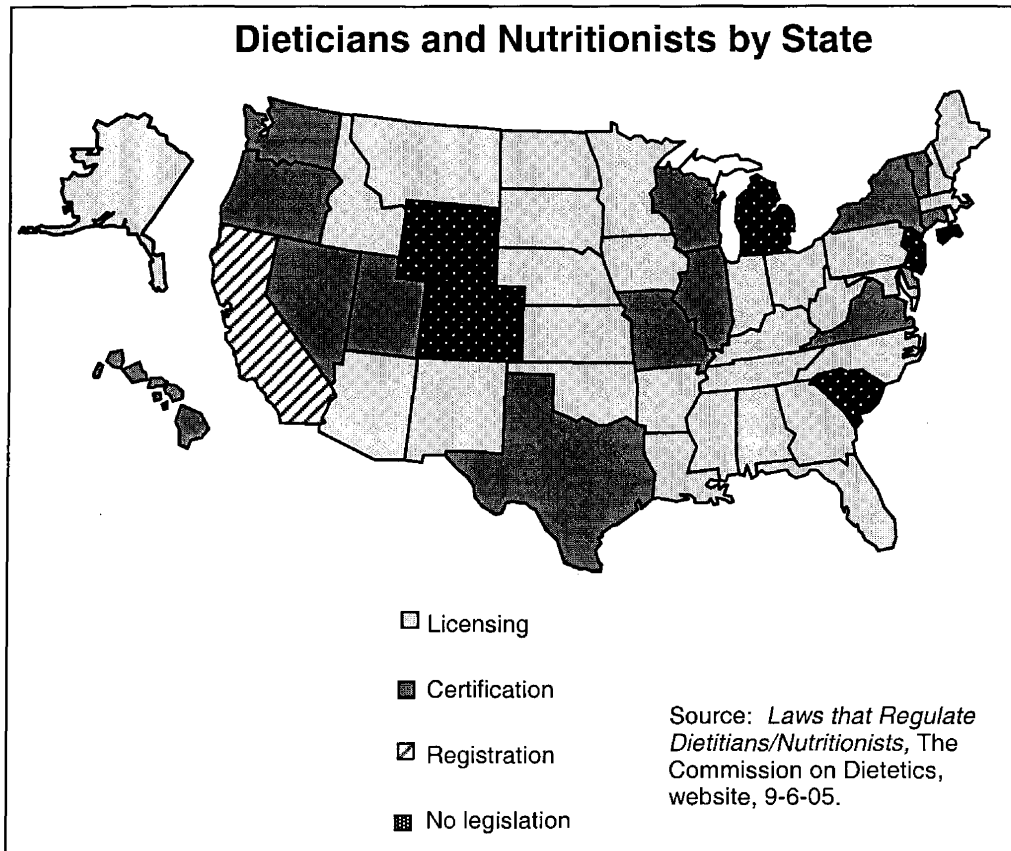 Dieticians and Nutritionists by State
Licensing
Certification
Registration
No legislation
Source: Laws that Regulate
Dietitians/Nutritionists, The
Commission on Dietetics,
website, 9-6-05.